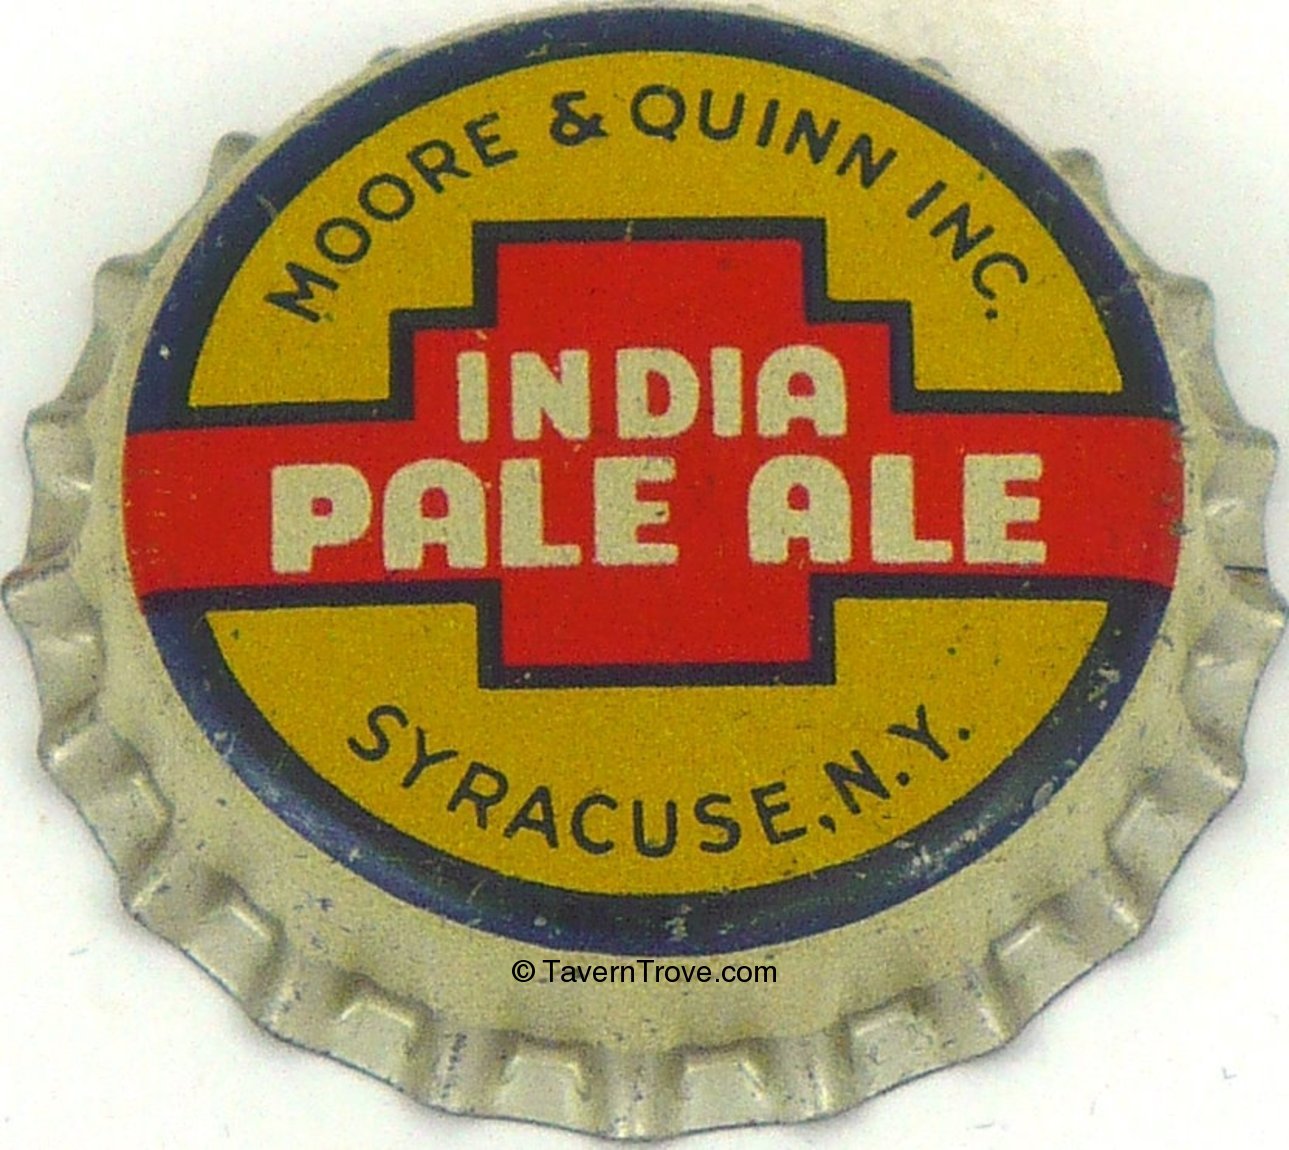 MOORE & QUINN INC.
INDIA
PALE ALE
SYRACUSE, N.Y.
© TavernTrove.com